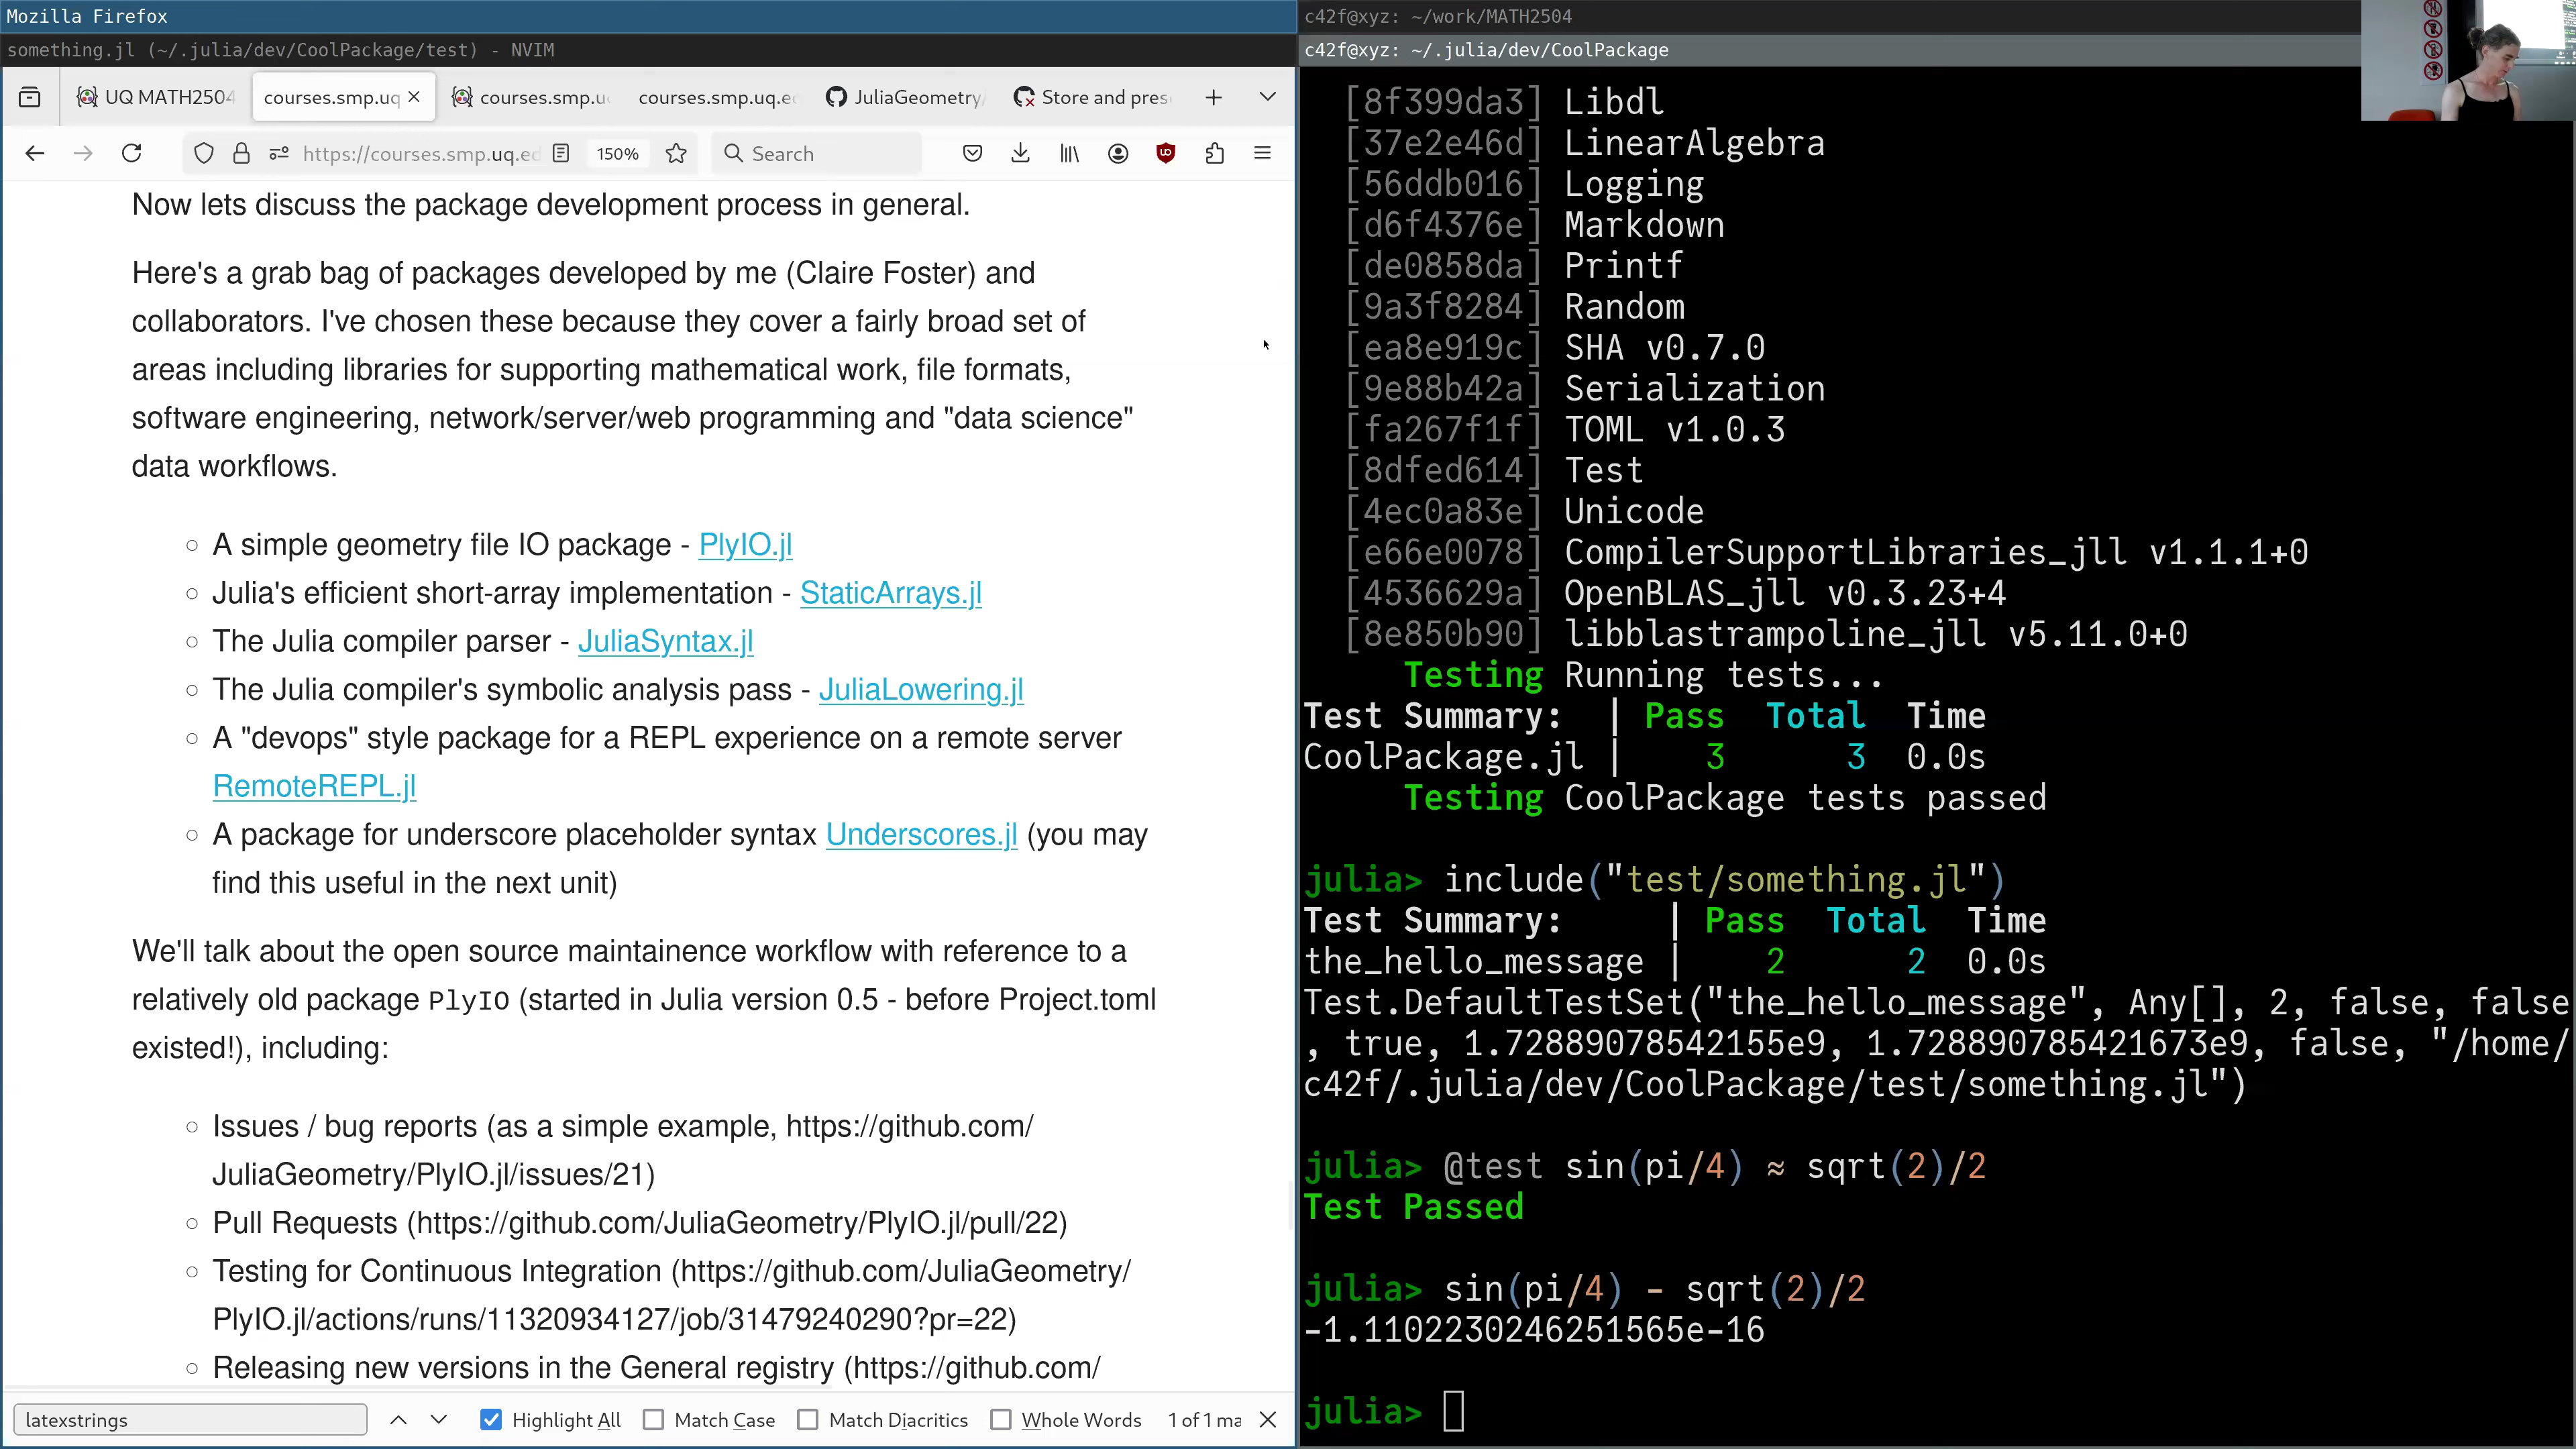 Mozilla Firefox
something.jl (~/.julia/dev/CoolPackage/test) - NVIM
UQ MATH2504
courses.smp.uq
courses.smp.u
courses.smp.uq.e
JuliaGeometry/
Store and pres
https://courses.smp.uq.ed
150%
Search
Now lets discuss the package development process in general.
Here's a grab bag of packages developed by me (Claire Foster) and
collaborators. I've chosen these because they cover a fairly broad set of
areas including libraries for supporting mathematical work, file formats,
software engineering, network/server/web programming and "data science"
data workflows.
A simple geometry file IO package - PlyIO.jl
Julia's efficient short-array implementation - StaticArrays.jl
The Julia compiler parser - JuliaSyntax.jl
The Julia compiler's symbolic analysis pass - JuliaLowering.jl
A "devops" style package for a REPL experience on a remote server
RemoteREPL.jl
A package for underscore placeholder syntax Underscores.jl (you may
find this useful in the next unit)
We'll talk about the open source maintainence workflow with reference to a
relatively old package PlyIO (started in Julia version 0.5 - before Project.toml
existed!), including:
Issues / bug reports (as a simple example, https://github.com/
JuliaGeometry/PlyIO.jl/issues/21)
Pull Requests (https://github.com/JuliaGeometry/PlyIO.jl/pull/22)
Testing for Continuous Integration (https://github.com/JuliaGeometry/
PlyIO.jl/actions/runs/11320934127/job/31479240290?pr=22)
Releasing new versions in the General registry (https://github.com/
latexstrings
Highlight All
Match Case
Match Diacritics
Whole Words
1 of 1 ma
c42f@xyz: ~/work/MATH2504
c42f@xyz: ~/.julia/dev/CoolPackage
[8f399da3] Libdl
[37e2e46d] LinearAlgebra
[56ddb016] Logging
[d6f4376e] Markdown
[de0858da] Printf
[9a3f8284] Random
[ea8e919c] SHA v0.7.0
[9e88b42a] Serialization
[fa267f1f] TOML v1.0.3
[8dfed614] Test
[4ec0a83e] Unicode
[e66e0078] CompilerSupportLibraries_jll v1.1.1+0
[4536629a] OpenBLAS_jll v0.3.23+4
[8e850b90] libblastrampoline_jll v5.11.0+0
Testing Running tests...
Test Summary: | Pass Total Time
CoolPackage.jl | 3 3 0.0s
Testing CoolPackage tests passed
julia> include("test/something.jl")
Test Summary: | Pass Total Time
the_hello_message | 2 2 0.0s
Test.DefaultTestSet("the_hello_message", Any[], 2, false, false
, true, 1.72889078542155e9, 1.728890785421673e9, false, "/home/
c42f/.julia/dev/CoolPackage/test/something.jl")
julia> @test sin(pi/4) ≈ sqrt(2)/2
Test Passed
julia> sin(pi/4) - sqrt(2)/2
-1.1102230246251565e-16
julia>